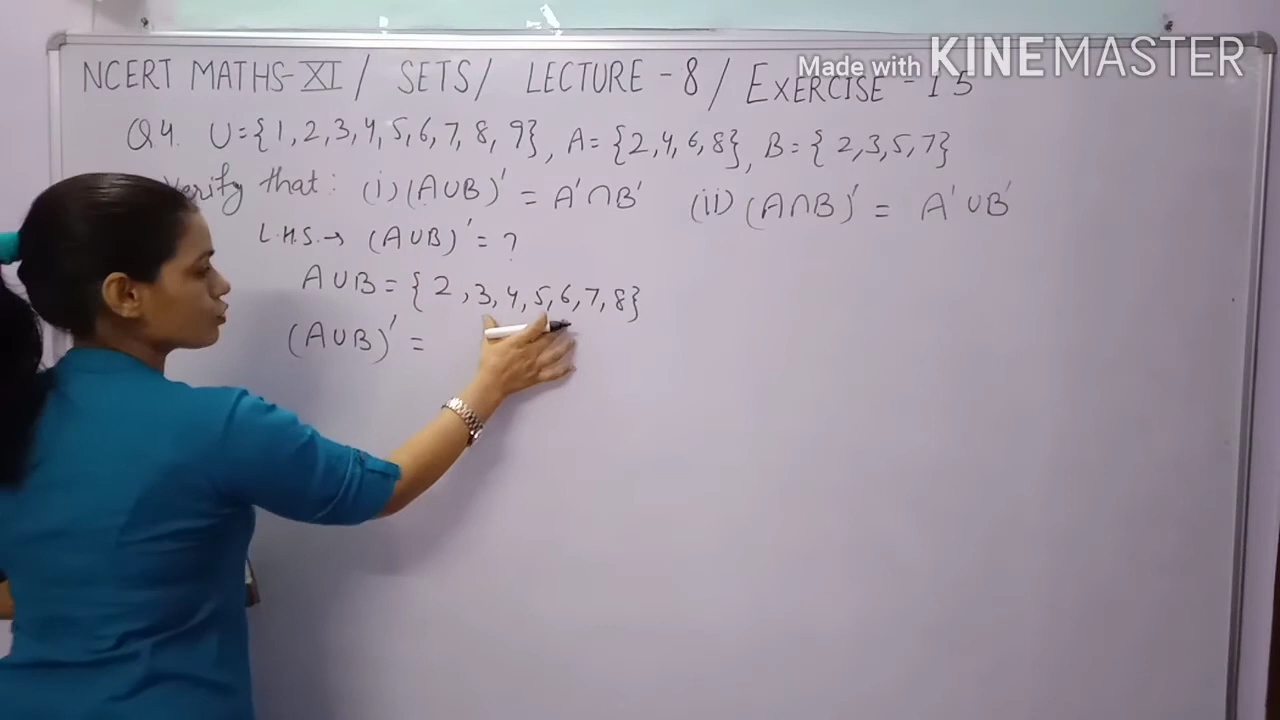 Made with KINEMASTER
NCERT MATHS-XI / SETS / LECTURE - 8 / EXERCISE - 1 5
Q4. U={1,2,3,4,5,6,7,8,9}, A={2,4,6,8}, B={2,3,5,7}
Verify that: (i) (A∪B)' = A'∩B' (ii) (A∩B)' = A'∪B'
L.H.S.→ (A∪B)' = ?
A∪B = {2,3,4,5,6,7,8}
(A∪B)' =